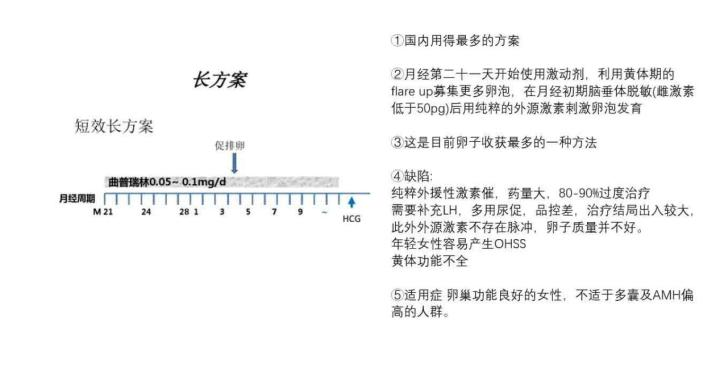 长方案
短效长方案
促排卵
曲普瑞林0.05~ 0.1mg/d
月经周期
M 21 24 28 1 3 5 7 9 ~
HCG
①国内用得最多的方案
②月经第二十一天开始使用激动剂，利用黄体期的
flare up募集更多卵泡，在月经初期脑垂体脱敏(雌激素
低于50pg)后用纯粹的外源激素刺激卵泡发育
③这是目前卵子收获最多的一种方法
④缺陷:
纯粹外援性激素催，药量大，80-90%过度治疗
需要补充LH，多用尿促，品控差，治疗结局出入较大，
此外外源激素不存在脉冲，卵子质量并不好。
年轻女性容易产生OHSS
黄体功能不全
⑤适用症 卵巢功能良好的女性，不适于多囊及AMH偏
高的人群。